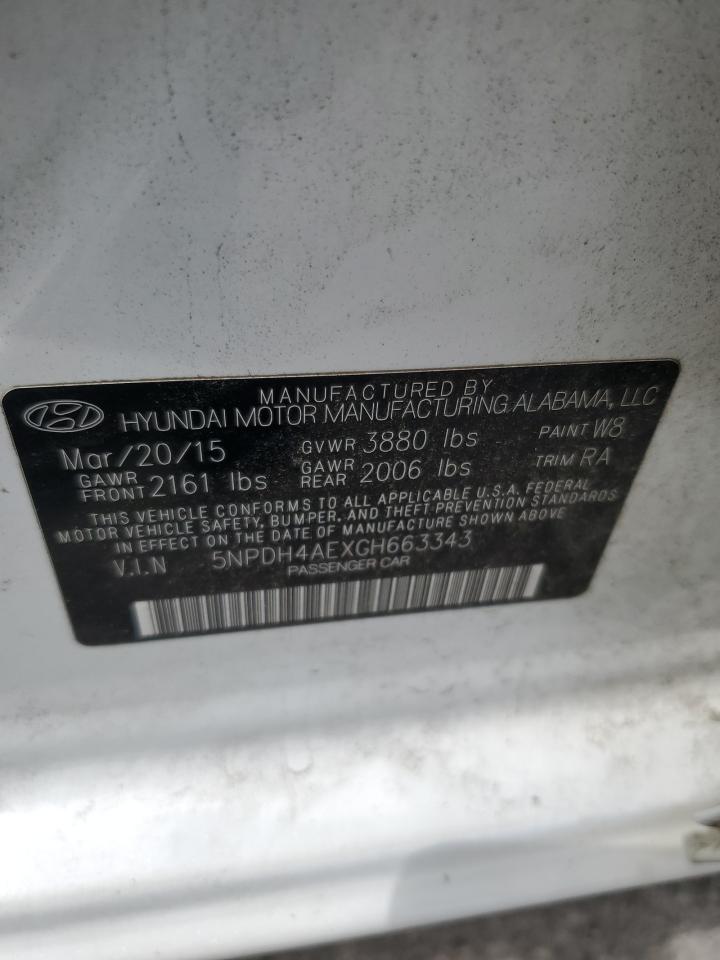 MANUFACTURED BY
HYUNDAI MOTOR MANUFACTURING ALABAMA, LLC
Mar/20/15 GVWR 3880 lbs PAINT W8
GAWR FRONT 2161 lbs GAWR REAR 2006 lbs TRIM RA
THIS VEHICLE CONFORMS TO ALL APPLICABLE U.S.A. FEDERAL
MOTOR VEHICLE SAFETY, BUMPER, AND THEFT PREVENTION STANDARDS
IN EFFECT ON THE DATE OF MANUFACTURE SHOWN ABOVE
V.I.N 5NPDH4AEXGH663343
PASSENGER CAR